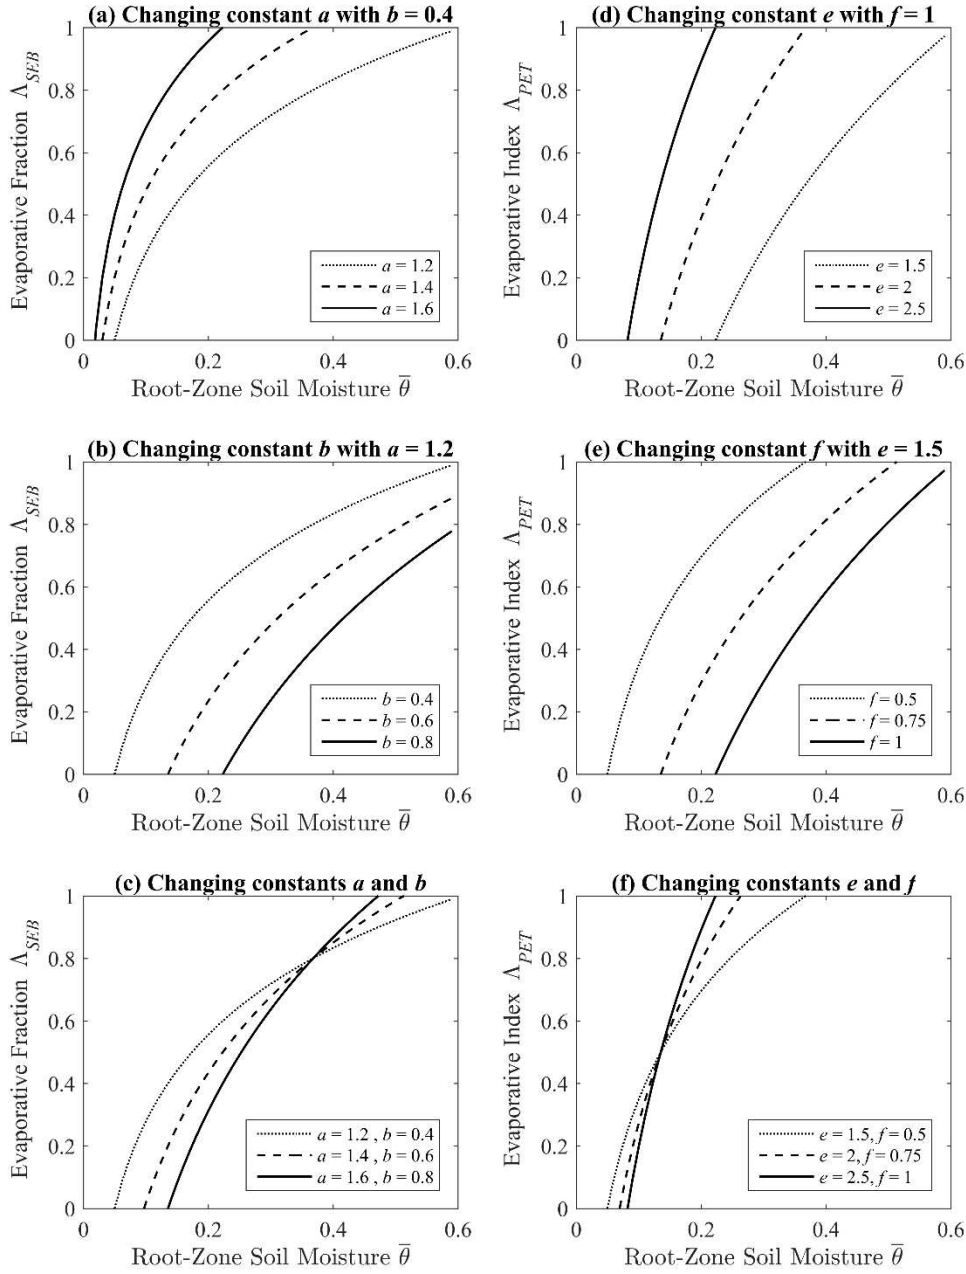 (a) Changing constant a with b = 0.4
Evaporative Fraction Λ_SEB
1
0.8
0.6
0.4
0.2
0
a = 1.2
a = 1.4
a = 1.6
0
0.2
0.4
0.6
Root-Zone Soil Moisture θ̅
(d) Changing constant e with f = 1
Evaporative Index Λ_PET
1
0.8
0.6
0.4
0.2
0
e = 1.5
e = 2
e = 2.5
0
0.2
0.4
0.6
Root-Zone Soil Moisture θ̅
(b) Changing constant b with a = 1.2
Evaporative Fraction Λ_SEB
1
0.8
0.6
0.4
0.2
0
b = 0.4
b = 0.6
b = 0.8
0
0.2
0.4
0.6
Root-Zone Soil Moisture θ̅
(e) Changing constant f with e = 1.5
Evaporative Index Λ_PET
1
0.8
0.6
0.4
0.2
0
f = 0.5
f = 0.75
f = 1
0
0.2
0.4
0.6
Root-Zone Soil Moisture θ̅
(c) Changing constants a and b
Evaporative Fraction Λ_SEB
1
0.8
0.6
0.4
0.2
0
a = 1.2 , b = 0.4
a = 1.4 , b = 0.6
a = 1.6 , b = 0.8
0
0.2
0.4
0.6
Root-Zone Soil Moisture θ̅
(f) Changing constants e and f
Evaporative Index Λ_PET
1
0.8
0.6
0.4
0.2
0
e = 1.5, f = 0.5
e = 2, f = 0.75
e = 2.5, f = 1
0
0.2
0.4
0.6
Root-Zone Soil Moisture θ̅